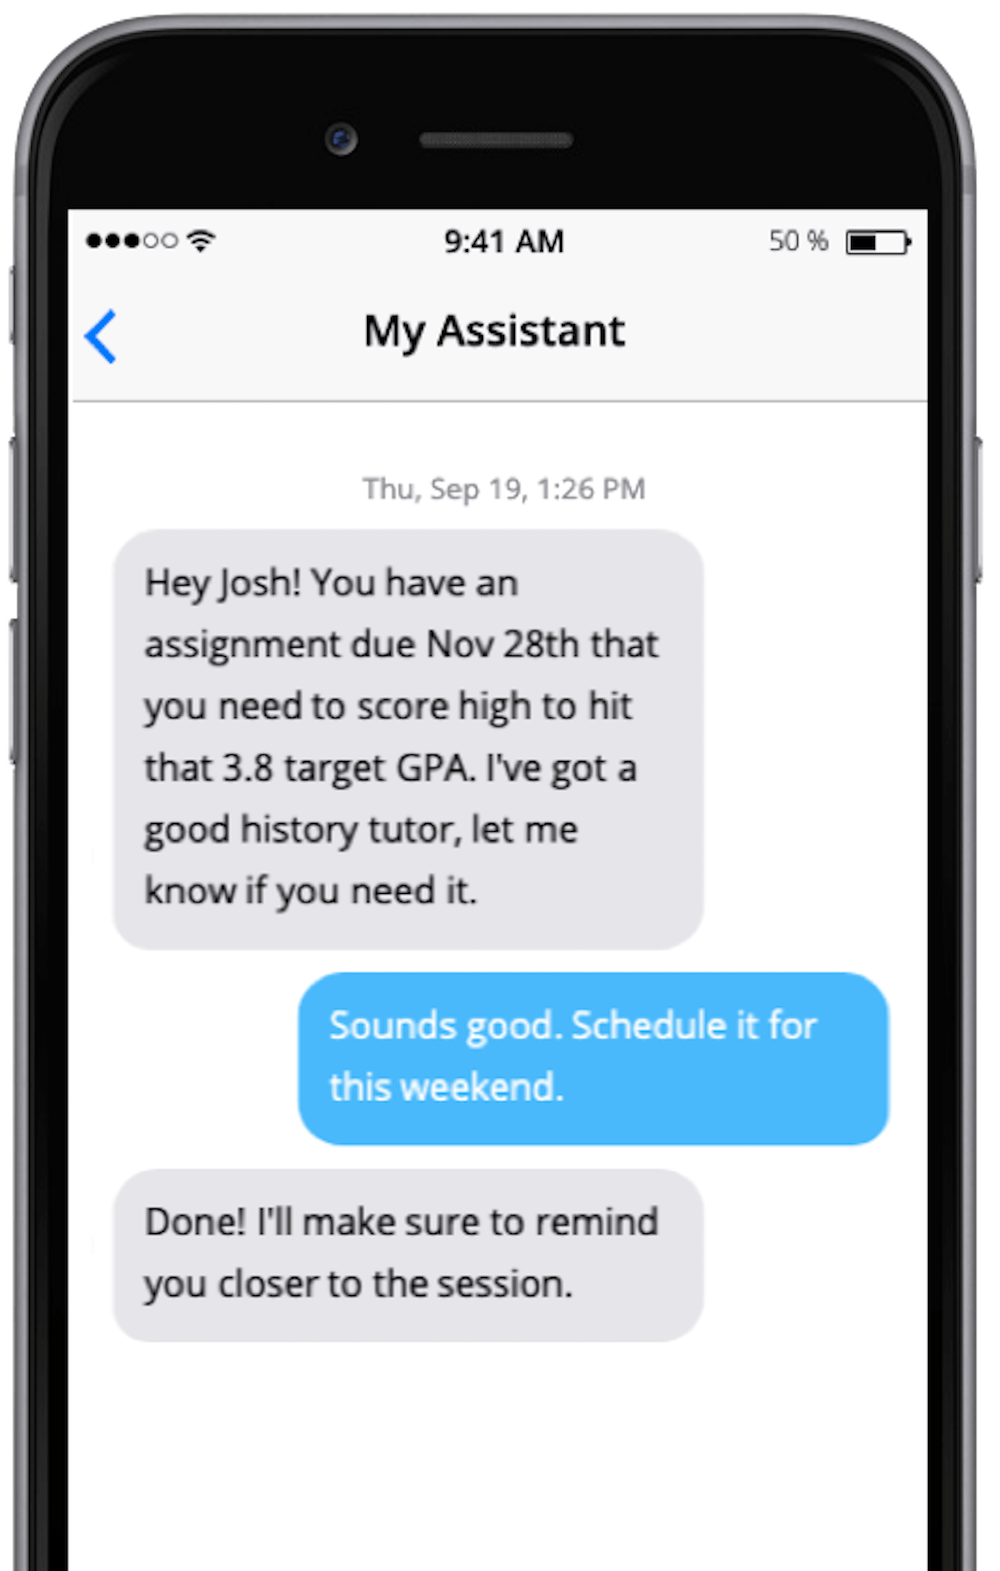 9:41 AM
50 %
My Assistant
Thu, Sep 19, 1:26 PM
Hey Josh! You have an
assignment due Nov 28th that
you need to score high to hit
that 3.8 target GPA. I've got a
good history tutor, let me
know if you need it.
Sounds good. Schedule it for
this weekend.
Done! I'll make sure to remind
you closer to the session.